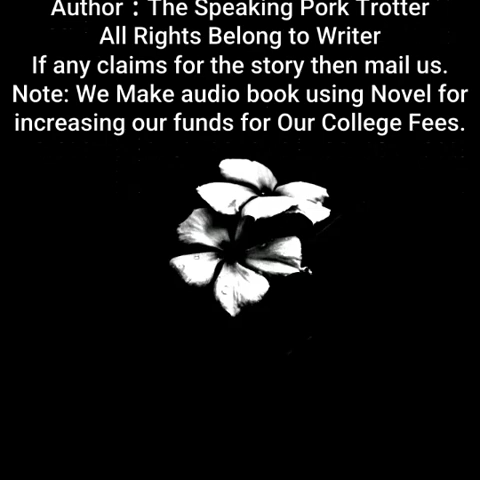 Author：The Speaking Pork Trotter
All Rights Belong to Writer
If any claims for the story then mail us.
Note: We Make audio book using Novel for
increasing our funds for Our College Fees.